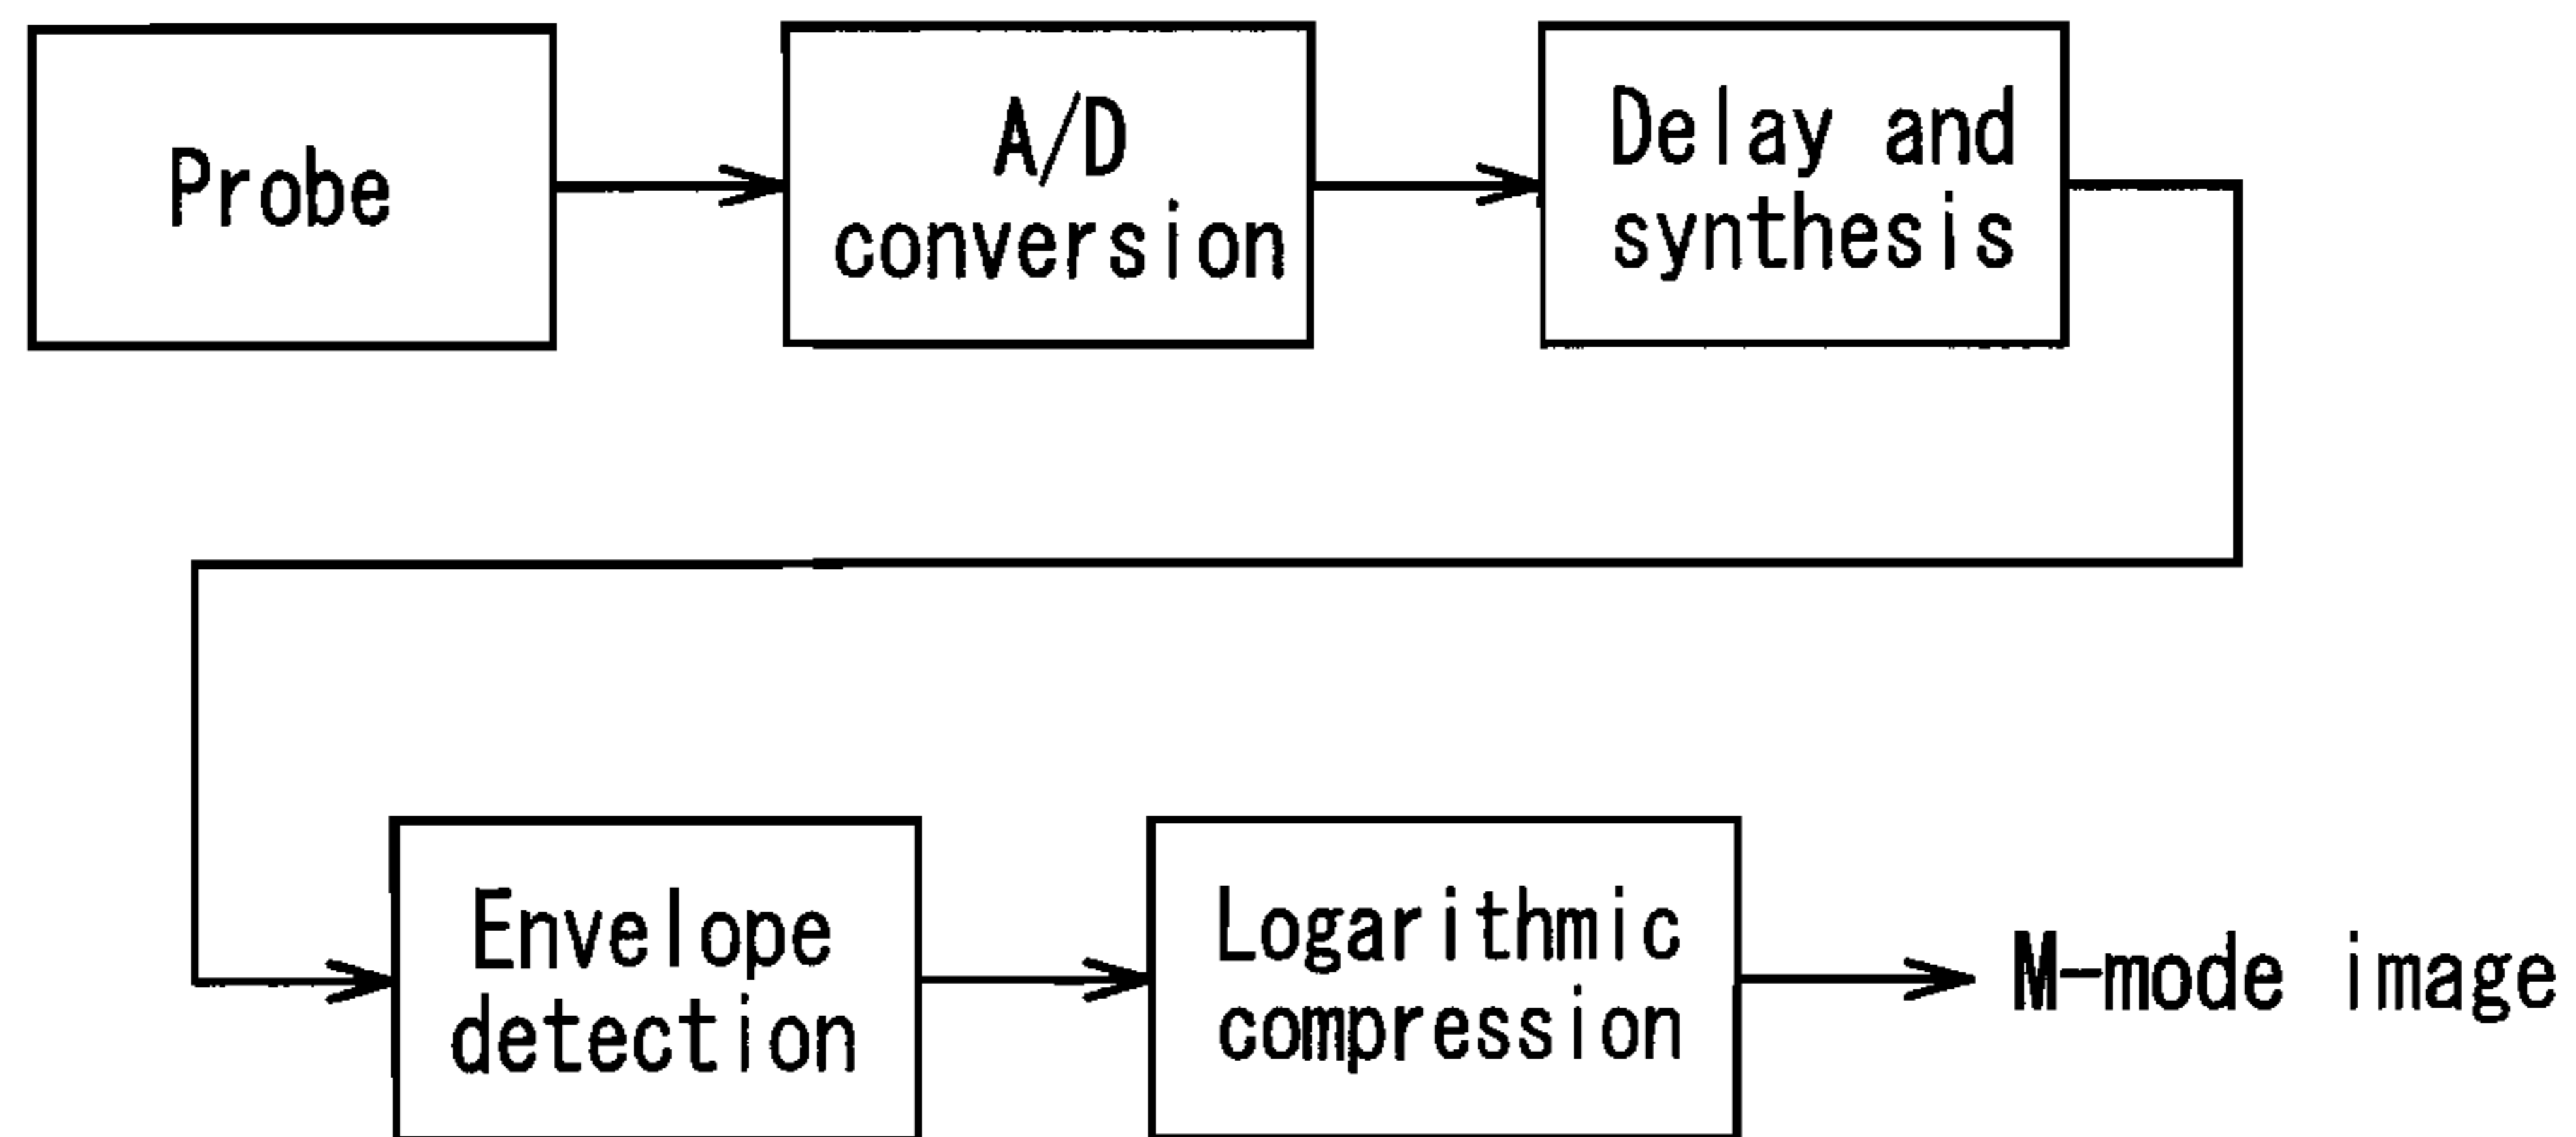 Probe
A/D
conversion
Delay and
synthesis
Envelope
detection
Logarithmic
compression
M-mode image